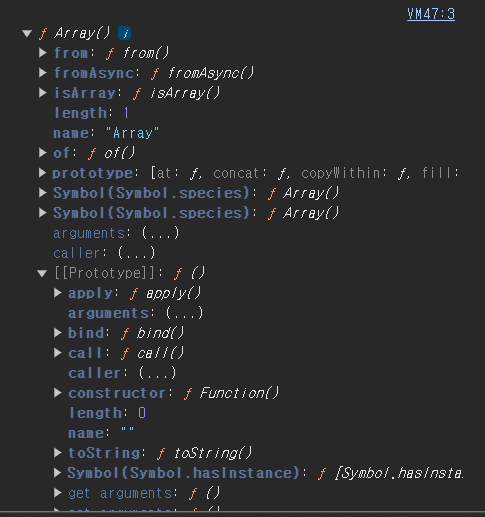 VM47:3
▼ ƒ Array() i
▶ from: ƒ from()
▶ fromAsync: ƒ fromAsync()
▶ isArray: ƒ isArray()
length: 1
name: "Array"
▶ of: ƒ of()
▶ prototype: [at: ƒ, concat: ƒ, copyWithin: ƒ, fill:
▶ Symbol(Symbol.species): ƒ Array()
▶ Symbol(Symbol.species): ƒ Array()
arguments: (...)
caller: (...)
▼ [[Prototype]]: ƒ ()
▶ apply: ƒ apply()
arguments: (...)
▶ bind: ƒ bind()
▶ call: ƒ call()
caller: (...)
▶ constructor: ƒ Function()
length: 0
name: ""
▶ toString: ƒ toString()
▶ Symbol(Symbol.hasInstance): ƒ [Symbol.hasInsta
▶ get arguments: ƒ ()